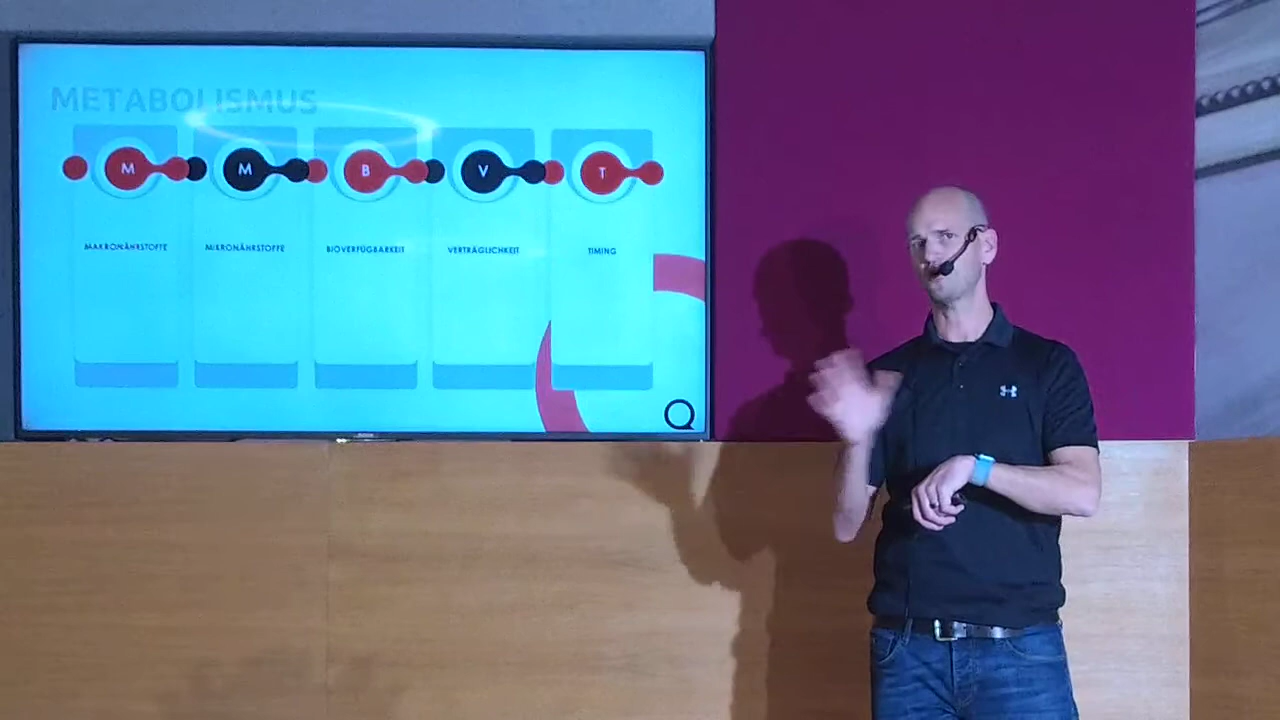 METABOLISMUS
M M B V T
MAKRONÄHRSTOFFE MIKRONÄHRSTOFFE BIOVERFÜGBARKEIT VERTRÄGLICHKEIT TIMING
Q